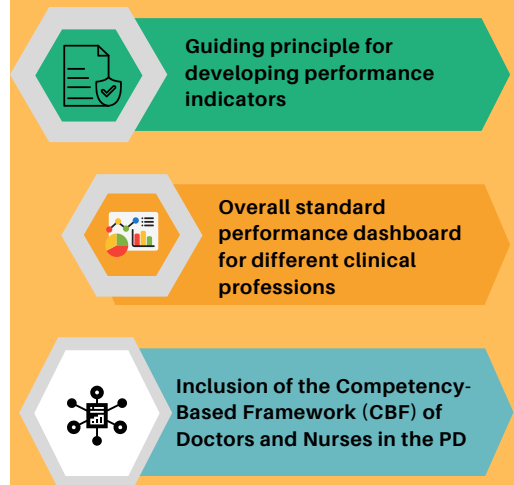 Guiding principle for
developing performance
indicators
Overall standard
performance dashboard
for different clinical
professions
Inclusion of the Competency-
Based Framework (CBF) of
Doctors and Nurses in the PD